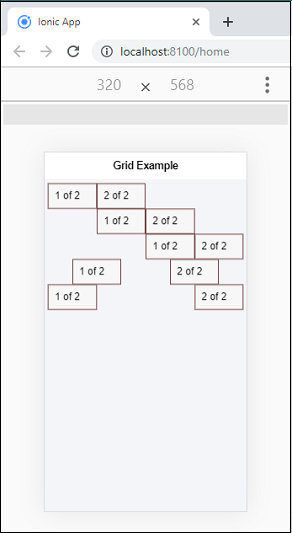 Ionic App
localhost:8100/home
320 × 568
Grid Example
1 of 2 2 of 2
1 of 2 2 of 2
1 of 2 2 of 2
1 of 2 2 of 2
1 of 2 2 of 2